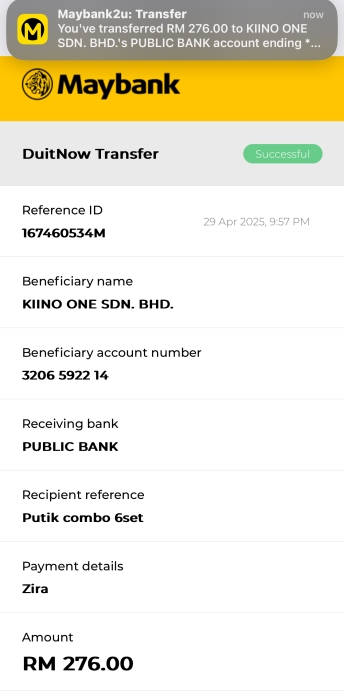 Maybank2u: Transfer
now
You've transferred RM 276.00 to KIINO ONE
SDN. BHD.'s PUBLIC BANK account ending *...
Maybank
DuitNow Transfer
Successful
Reference ID
29 Apr 2025, 9:57 PM
167460534M
Beneficiary name
KIINO ONE SDN. BHD.
Beneficiary account number
3206 5922 14
Receiving bank
PUBLIC BANK
Recipient reference
Putik combo 6set
Payment details
Zira
Amount
RM 276.00